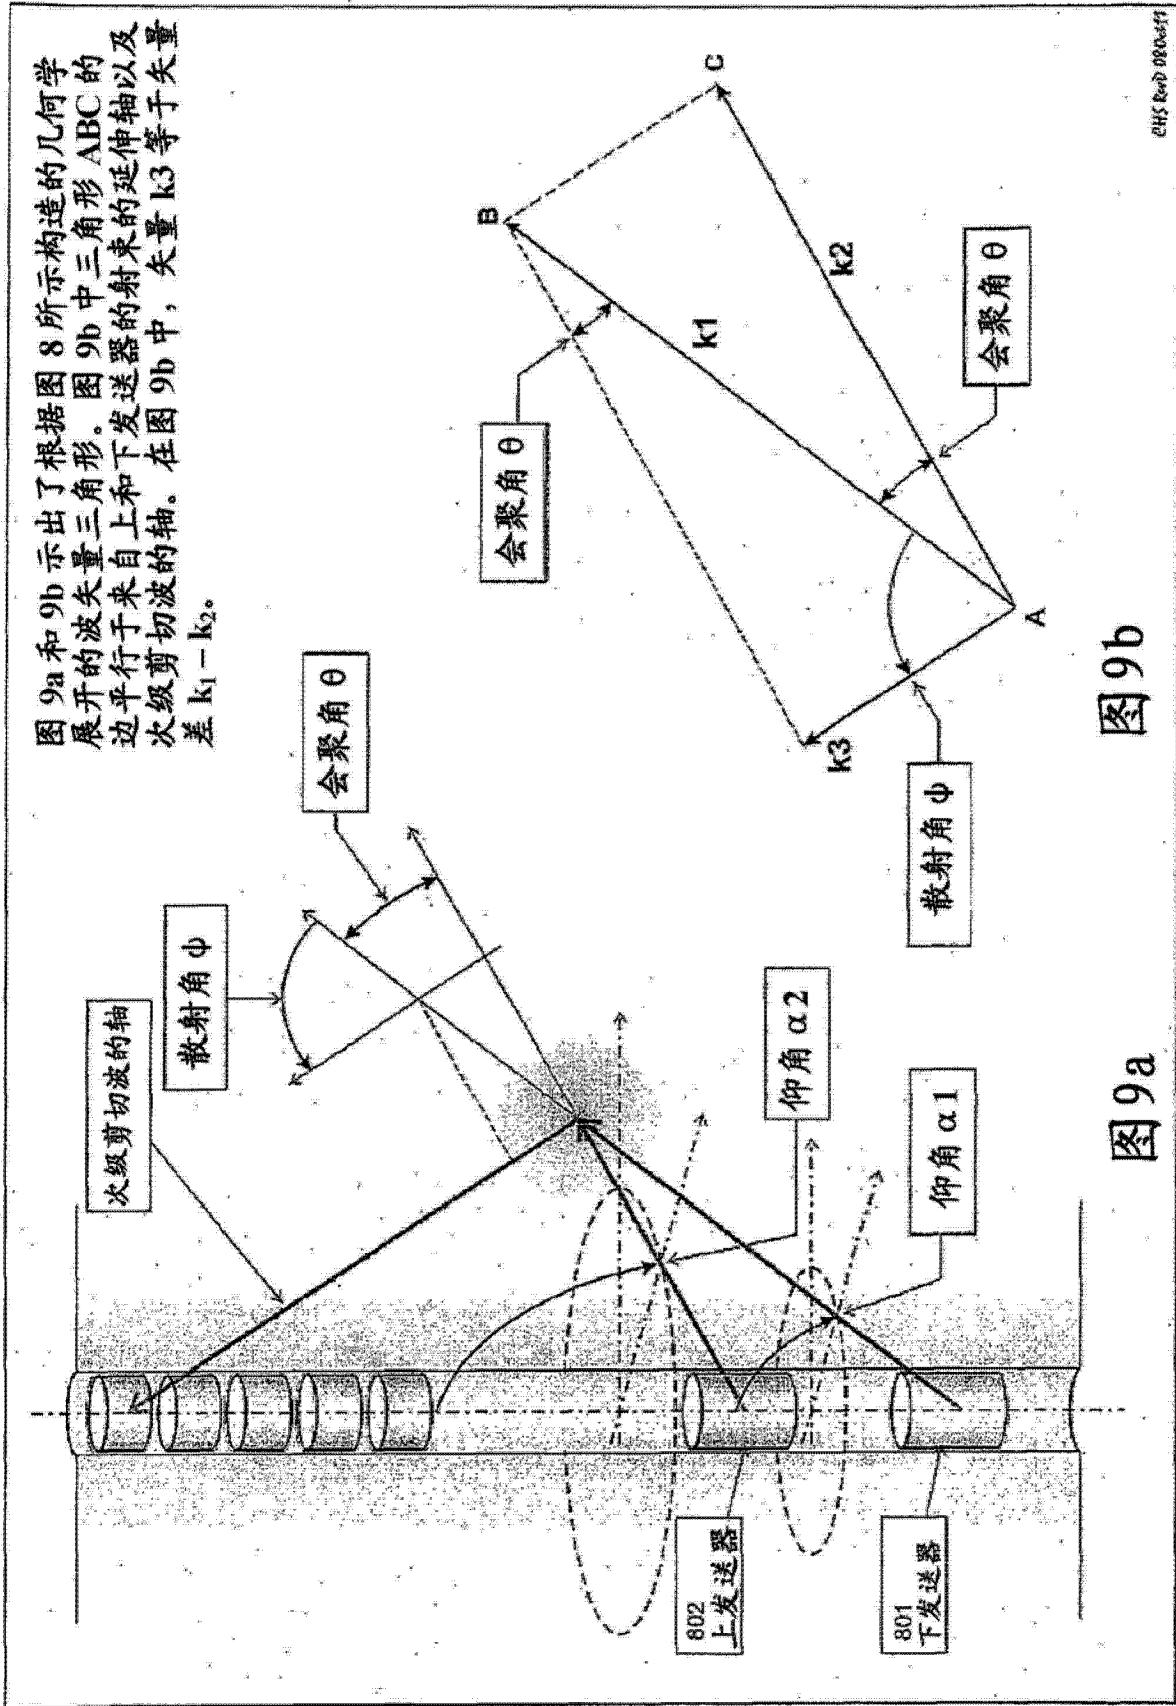 图 9a 和 9b 示出了根据图 8 所示构造的几何学
展开的波矢量三角形。图 9b 中三角形 ABC 的
边平行于来自上和下发送器的射束的延伸轴以及
次级剪切波的轴。在图 9b 中，矢量 k3 等于矢量
差 k₁－k₂。
次级剪切波的轴
散射角 ψ
会聚角 θ
仰角 α2
仰角 α1
802
上发送器
801
下发送器
图9a
B
C
A
k1
k2
k3
会聚角 θ
会聚角 θ
散射角 ψ
图9b